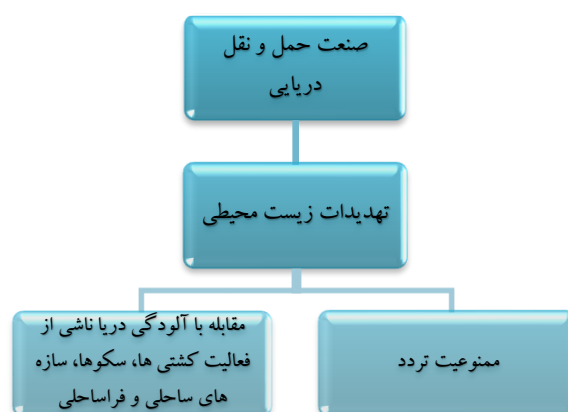 صنعت حمل و نقل
دریایی
تهدیدات زیست محیطی
ممنوعیت تردد
مقابله با آلودگی دریا ناشی از
فعالیت کشتی ها، سکوها، سازه
های ساحلی و فراساحلی